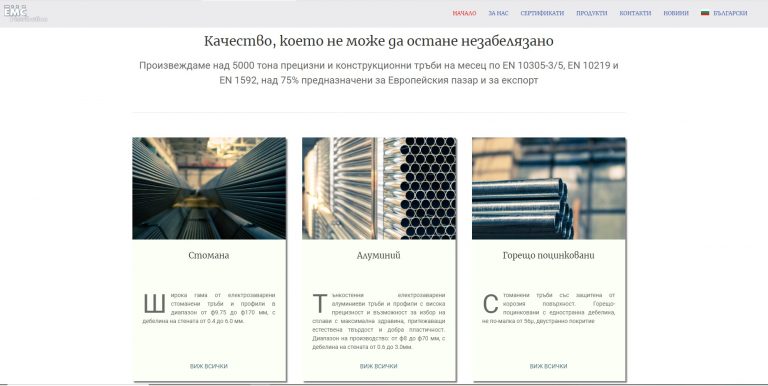 EMC
Distribution
НАЧАЛО ЗА НАС СЕРТИФИКАТИ ПРОДУКТИ КОНТАКТИ НОВИНИ БЪЛГАРСКИ
Качество, което не може да остане незабелязано
Произвеждаме над 5000 тона прецизни и конструкционни тръби на месец по EN 10305-3/5, EN 10219 и
EN 1592, над 75% предназначени за Европейския пазар и за експорт
Стомана
Широка гама от електрозаварени
стоманени тръби и профили в
диапазон от ф9.75 до ф170 мм, с
дебелина на стената от 0.4 до 6.0 мм.
ВИЖ ВСИЧКИ
Алуминий
Тънкостенни електрозаварени
алуминиеви тръби и профили с висока
прецизност и възможност за избор на
сплави с максимална здравина, притежаващи
естествена твърдост и добра пластичност.
Диапазон на производство: от ф8 до ф70 мм, с
дебелина на стената от 0.6 до 3.0мм.
ВИЖ ВСИЧКИ
Горещо поцинковани
Стоманени тръби със защитена от
корозия повърхност. Горещо-
поцинковани с едностранна дебелина,
не по-малка от 56μ, двустранно покритие
ВИЖ ВСИЧКИ